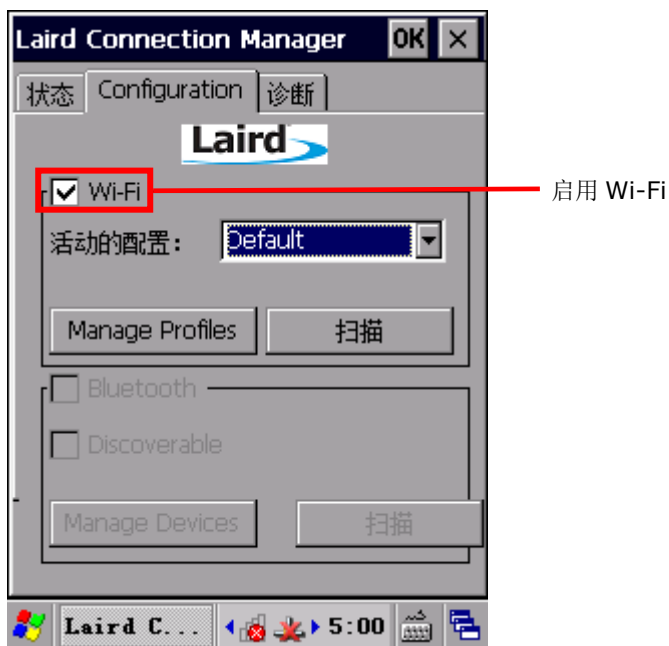 Laird Connection Manager OK ×
状态 Configuration 诊断
Laird
Wi-Fi
启用 Wi-Fi
活动的配置: Default
Manage Profiles 扫描
Bluetooth
Discoverable
Manage Devices 扫描
Laird C... 5:00